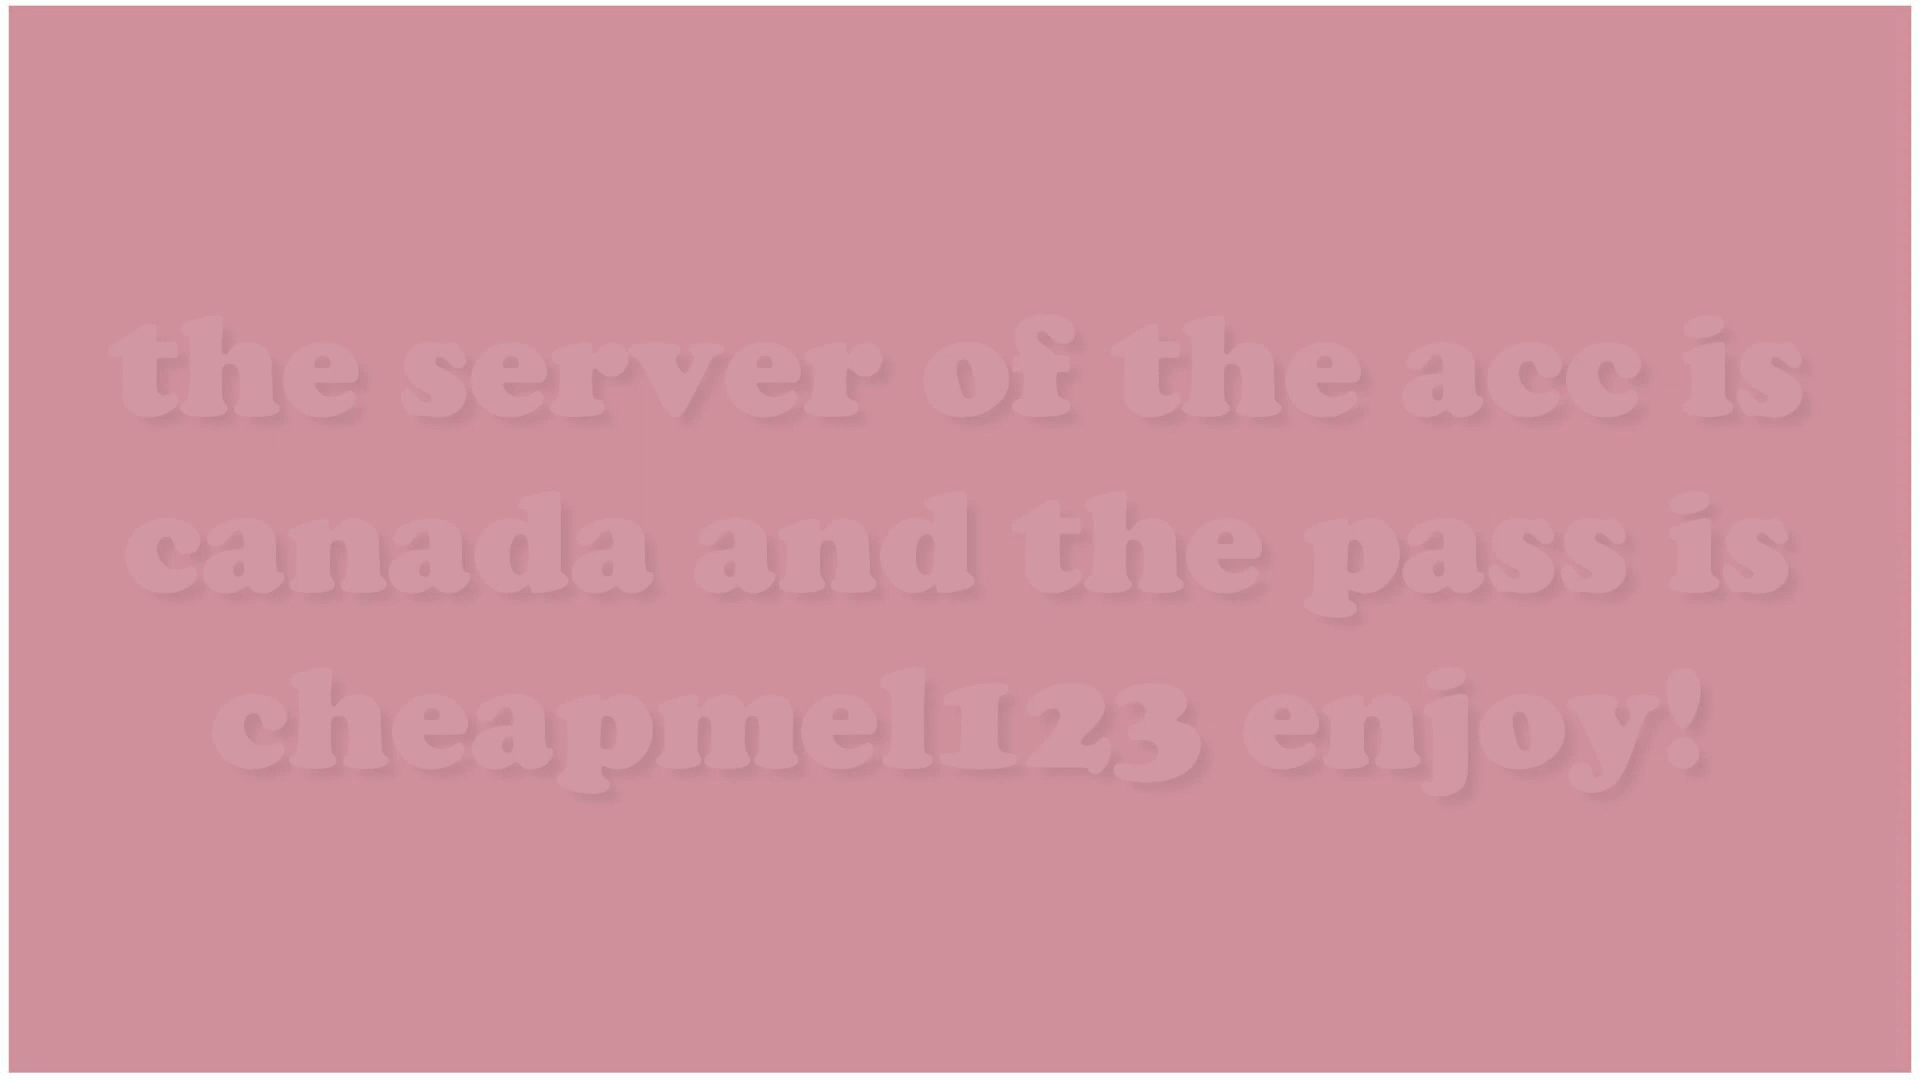 the server of the acc is
canada and the pass is
cheapmel123 enjoy!